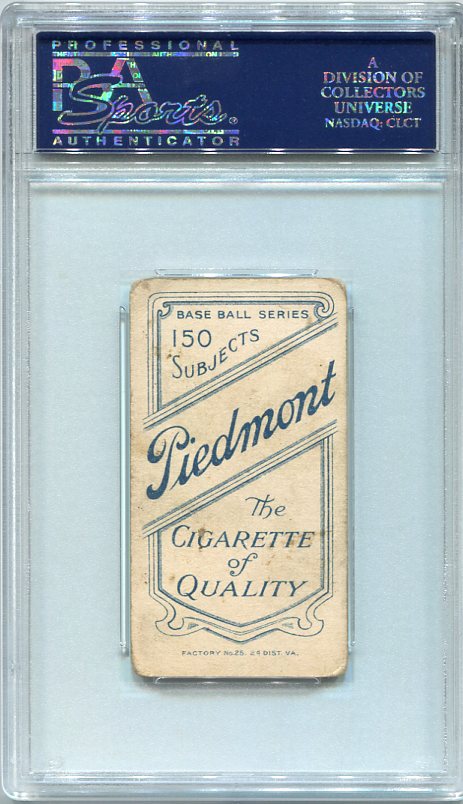 PROFESSIONAL
PSA
Sports
AUTHENTICATOR
A
DIVISION OF
COLLECTORS
UNIVERSE
NASDAQ: CLCT
BASE BALL SERIES
150
SUBJECTS
Piedmont
The
CIGARETTE
of
QUALITY
FACTORY No. 25. 2d DIST. VA.